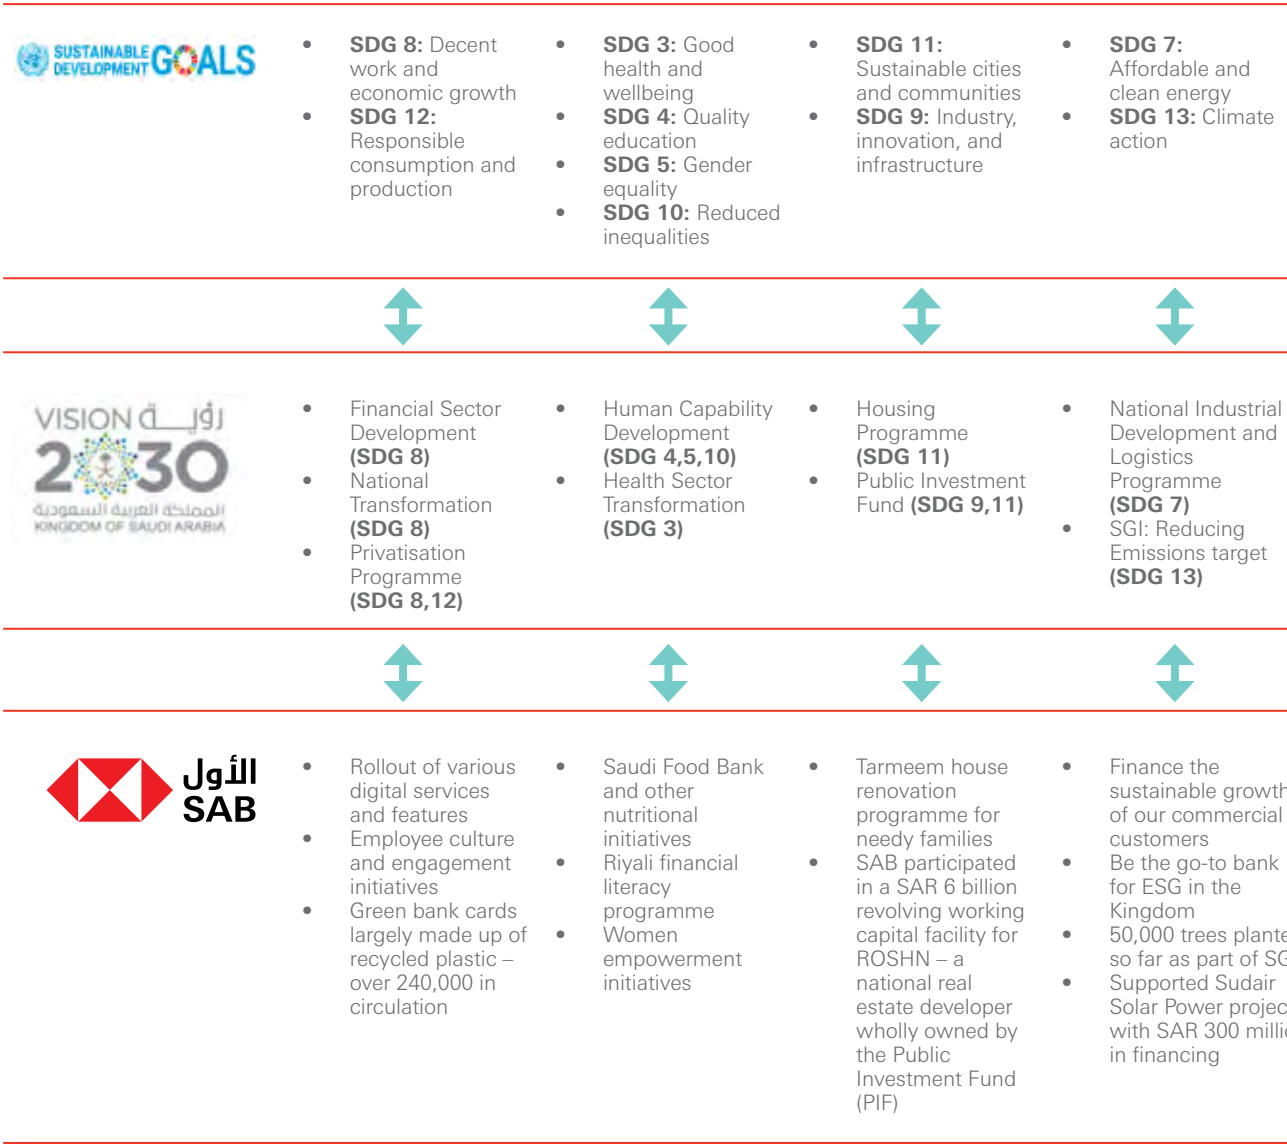 SUSTAINABLE
DEVELOPMENT
GOALS
• SDG 8: Decent
work and
economic growth
• SDG 12:
Responsible
consumption and
production
• SDG 3: Good
health and
wellbeing
• SDG 4: Quality
education
• SDG 5: Gender
equality
• SDG 10: Reduced
inequalities
• SDG 11:
Sustainable cities
and communities
• SDG 9: Industry,
innovation, and
infrastructure
• SDG 7:
Affordable and
clean energy
• SDG 13: Climate
action
VISION رؤيــة
2030
المملكة العربية السعودية
KINGDOM OF SAUDI ARABIA
• Financial Sector
Development
(SDG 8)
• National
Transformation
(SDG 8)
• Privatisation
Programme
(SDG 8,12)
• Human Capability
Development
(SDG 4,5,10)
• Health Sector
Transformation
(SDG 3)
• Housing
Programme
(SDG 11)
• Public Investment
Fund (SDG 9,11)
• National Industrial
Development and
Logistics
Programme
(SDG 7)
• SGI: Reducing
Emissions target
(SDG 13)
الأول
SAB
• Rollout of various
digital services
and features
• Employee culture
and engagement
initiatives
• Green bank cards
largely made up of
recycled plastic –
over 240,000 in
circulation
• Saudi Food Bank
and other
nutritional
initiatives
• Riyali financial
literacy
programme
• Women
empowerment
initiatives
• Tarmeem house
renovation
programme for
needy families
• SAB participated
in a SAR 6 billion
revolving working
capital facility for
ROSHN – a
national real
estate developer
wholly owned by
the Public
Investment Fund
(PIF)
• Finance the
sustainable growth
of our commercial
customers
• Be the go-to bank
for ESG in the
Kingdom
• 50,000 trees
so far as part of
• Supported Sudair
Solar Power
with SAR 300
in financing